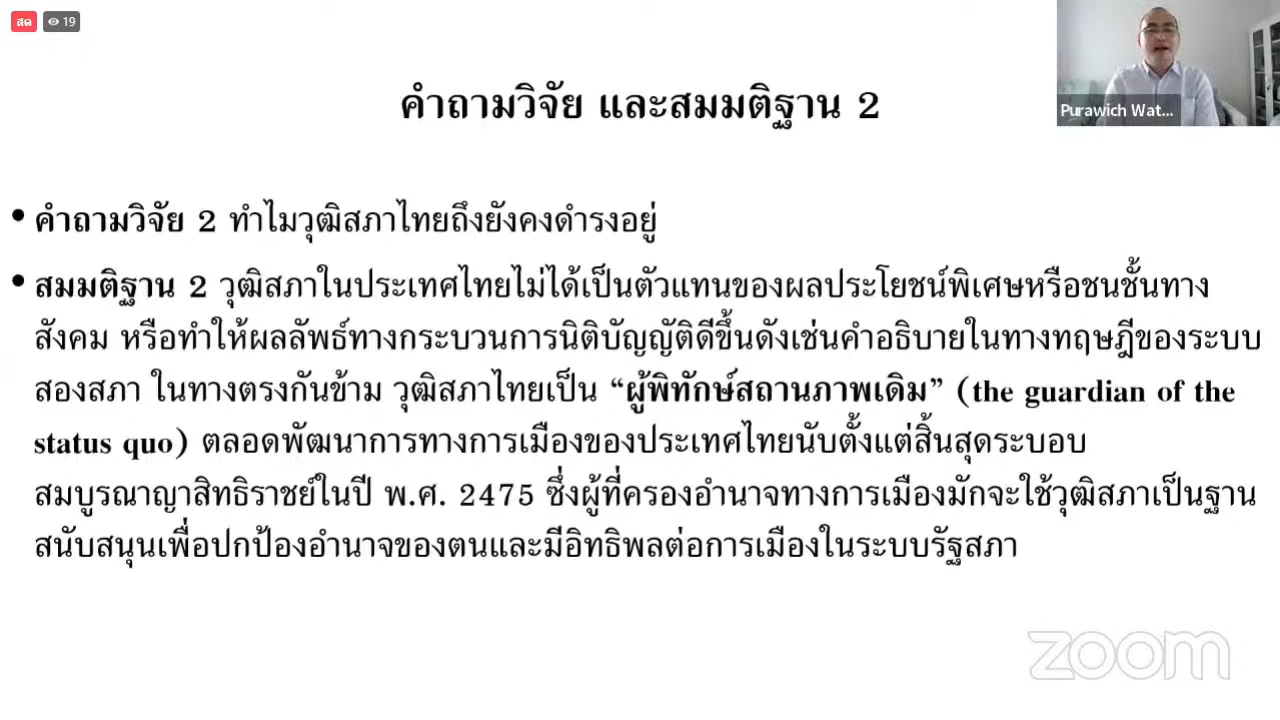 สด 19
Purawich Wat...
คำถามวิจัย และสมมติฐาน 2
• คำถามวิจัย 2 ทำไมวุฒิสภาไทยถึงยังคงดำรงอยู่
• สมมติฐาน 2 วุฒิสภาในประเทศไทยไม่ได้เป็นตัวแทนของผลประโยชน์พิเศษหรือชนชั้นทาง
สังคม หรือทำให้ผลลัพธ์ทางกระบวนการนิติบัญญัติดีขึ้นดังเช่นคำอธิบายในทางทฤษฎีของระบบ
สองสภา ในทางตรงกันข้าม วุฒิสภาไทยเป็น “ผู้พิทักษ์สถานภาพเดิม” (the guardian of the
status quo) ตลอดพัฒนาการทางการเมืองของประเทศไทยนับตั้งแต่สิ้นสุดระบอบ
สมบูรณาญาสิทธิราชย์ในปี พ.ศ. 2475 ซึ่งผู้ที่ครองอำนาจทางการเมืองมักจะใช้วุฒิสภาเป็นฐาน
สนับสนุนเพื่อปกป้องอำนาจของตนและมีอิทธิพลต่อการเมืองในระบบรัฐสภา
zoom